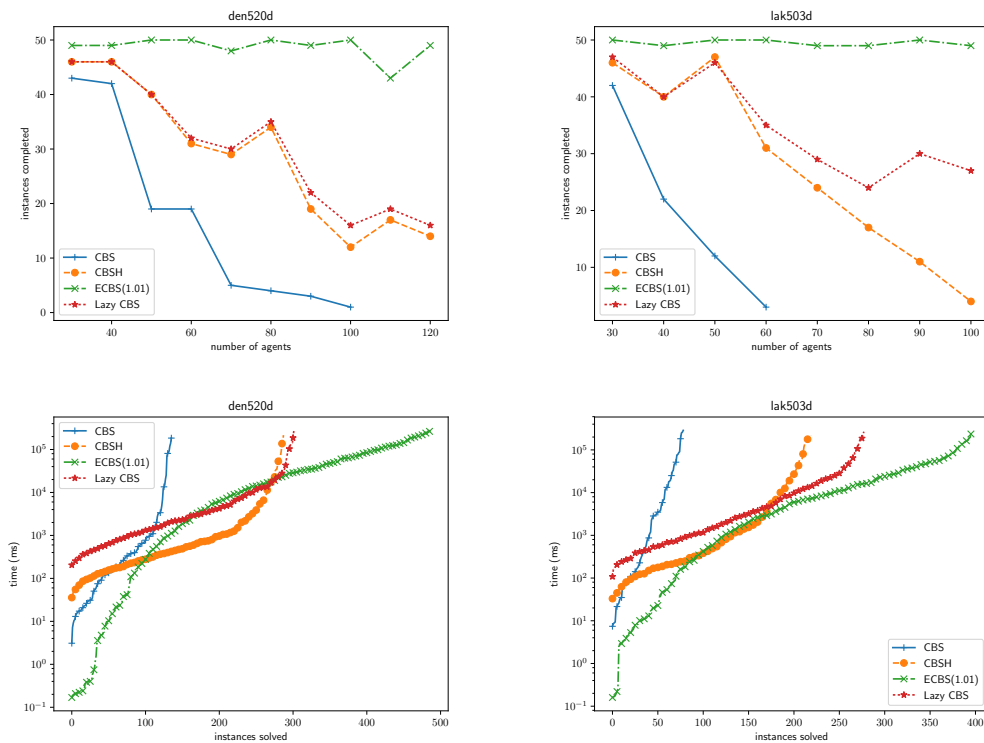 den520d
50
40
30
20
10
0
instances completed
CBS
CBSH
ECBS(1.01)
Lazy CBS
40
60
80
100
120
number of agents
lak503d
50
40
30
20
10
instances completed
CBS
CBSH
ECBS(1.01)
Lazy CBS
30
40
50
60
70
80
90
100
number of agents
den520d
10^5
10^4
10^3
10^2
10^1
10^0
10^−1
time (ms)
CBS
CBSH
ECBS(1.01)
Lazy CBS
0
100
200
300
400
500
instances solved
lak503d
10^5
10^4
10^3
10^2
10^1
10^0
10^−1
time (ms)
CBS
CBSH
ECBS(1.01)
Lazy CBS
0
50
100
150
200
250
300
350
400
instances solved